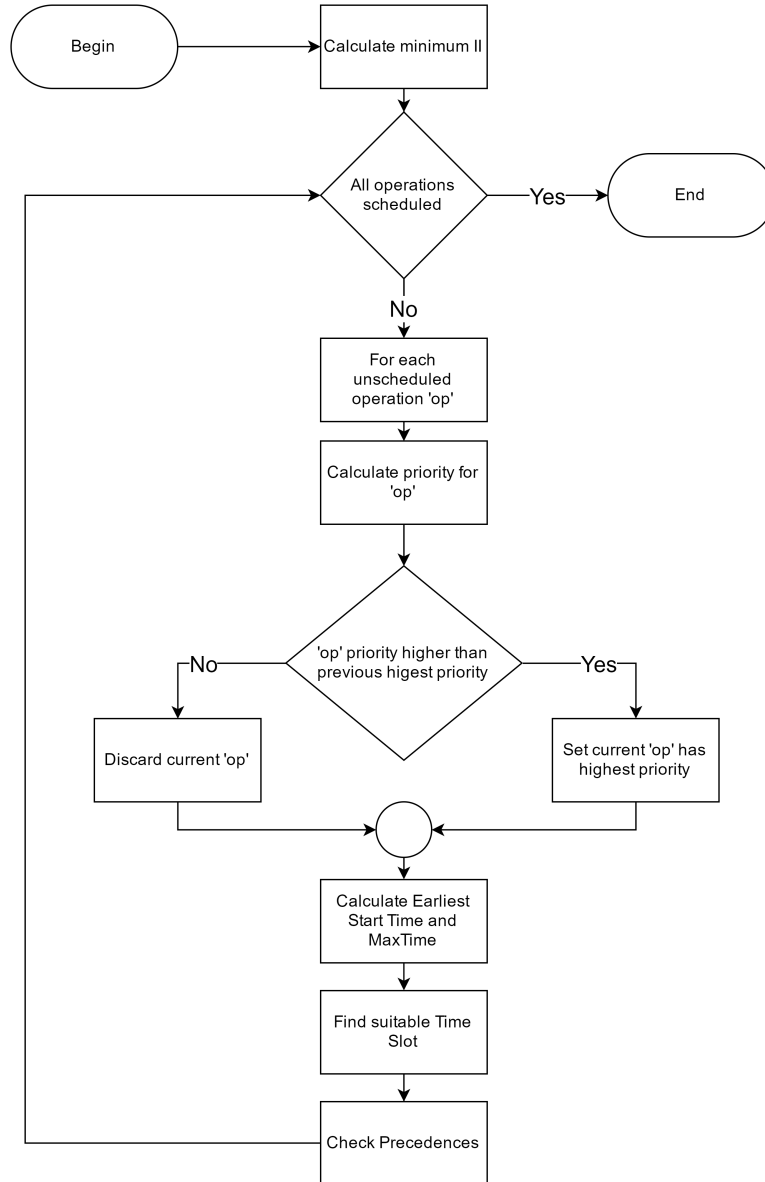 Begin
Calculate minimum II
All operations
scheduled
Yes
End
No
For each
unscheduled
operation 'op'
Calculate priority for
'op'
'op' priority higher than
previous higest priority
No
Yes
Discard current 'op'
Set current 'op' has
highest priority
Calculate Earliest
Start Time and
MaxTime
Find suitable Time
Slot
Check Precedences